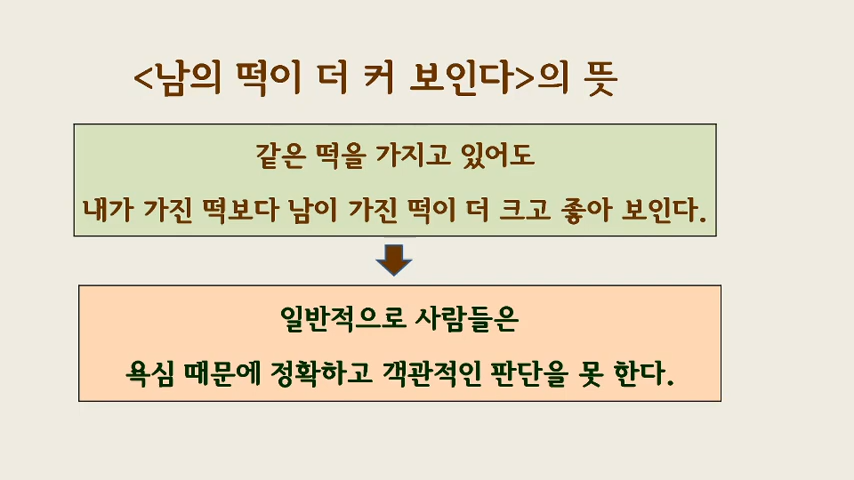 <남의 떡이 더 커 보인다>의 뜻
같은 떡을 가지고 있어도
내가 가진 떡보다 남이 가진 떡이 더 크고 좋아 보인다.
일반적으로 사람들은
욕심 때문에 정확하고 객관적인 판단을 못 한다.